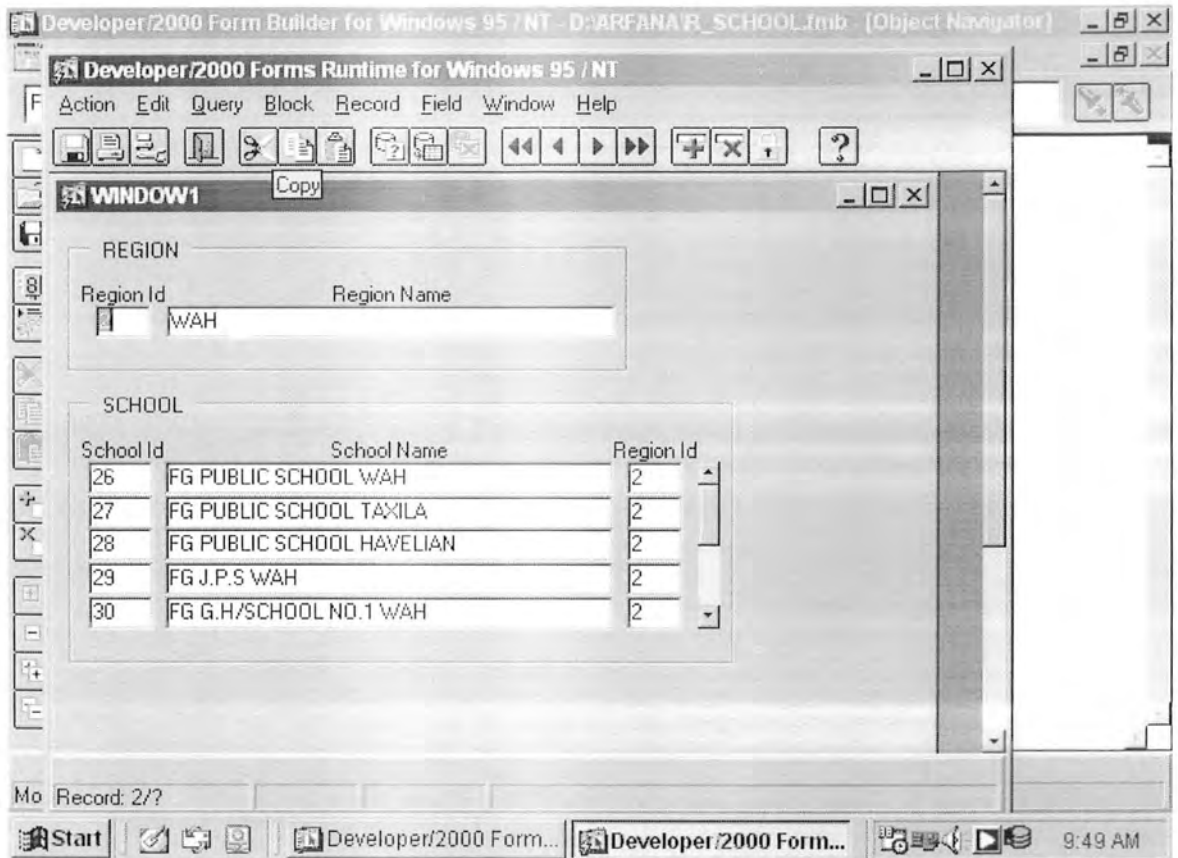 Developer/2000 Form Builder for Windows 95 / NT - D:\ARFANA\R_SCHOOL.fmb - [Object Navigator]
Developer/2000 Forms Runtime for Windows 95 / NT
F
Action Edit Query Block Record Field Window Help
Copy
WINDOW1
REGION
Region Id Region Name
2 WAH
SCHOOL
School Id School Name Region Id
26 FG PUBLIC SCHOOL WAH 2
27 FG PUBLIC SCHOOL TAXILA 2
28 FG PUBLIC SCHOOL HAVELIAN 2
29 FG J.P.S WAH 2
30 FG G.H/SCHOOL NO.1 WAH 2
Mo Record: 2/?
Start Developer/2000 Form... Developer/2000 Form... 9:49 AM